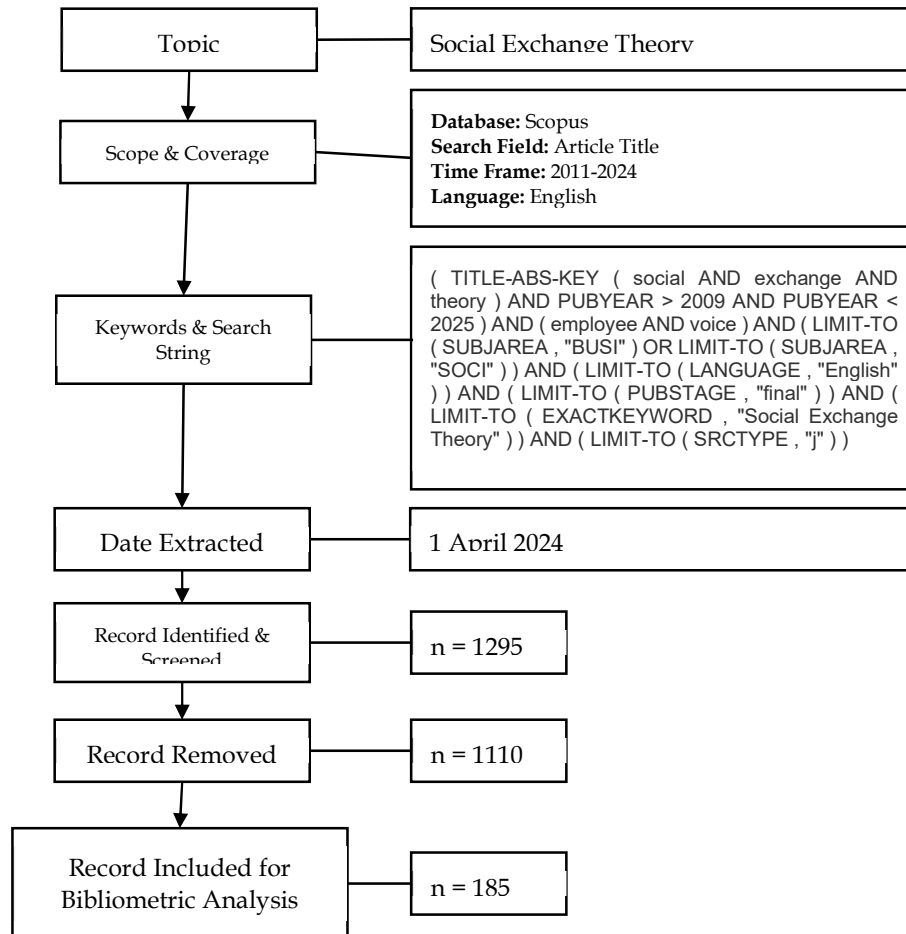 Topic
Social Exchange Theory
Scope & Coverage
Database: Scopus
Search Field: Article Title
Time Frame: 2011-2024
Language: English
Keywords & Search
String
( TITLE-ABS-KEY ( social AND exchange AND
theory ) AND PUBYEAR > 2009 AND PUBYEAR <
2025 ) AND ( employee AND voice ) AND ( LIMIT-TO
( SUBJAREA , "BUSI" ) OR LIMIT-TO ( SUBJAREA ,
"SOCI" ) ) AND ( LIMIT-TO ( LANGUAGE , "English"
) ) AND ( LIMIT-TO ( PUBSTAGE , "final" ) ) AND (
LIMIT-TO ( EXACTKEYWORD , "Social Exchange
Theory" ) ) AND ( LIMIT-TO ( SRCTYPE , "j" ) )
Date Extracted
1 April 2024
Record Identified &
Screened
n = 1295
Record Removed
n = 1110
Record Included for
Bibliometric Analysis
n = 185